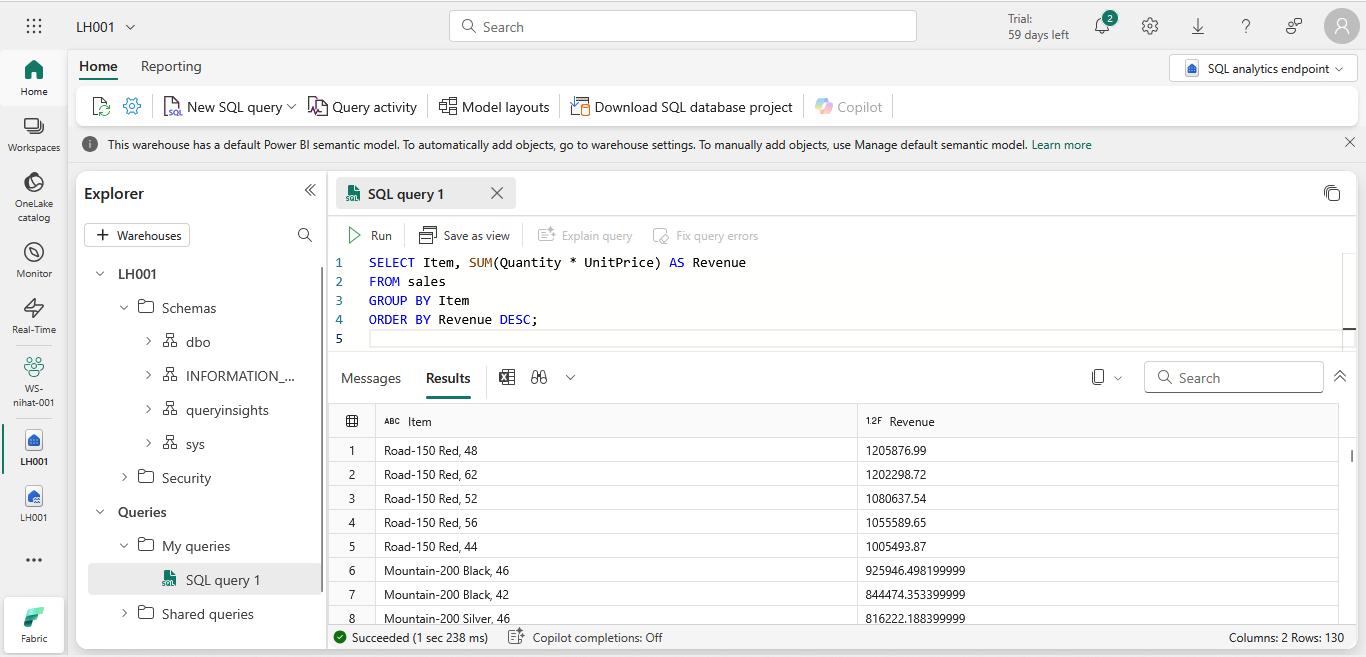 LH001
Search
Trial:
59 days left
2
Home
Workspaces
OneLake
catalog
Monitor
Real-Time
WS-
nihat-001
LH001
LH001
Fabric
Home Reporting
SQL analytics endpoint
New SQL query Query activity Model layouts Download SQL database project Copilot
This warehouse has a default Power BI semantic model. To automatically add objects, go to warehouse settings. To manually add objects, use Manage default semantic model. Learn more
Explorer
+ Warehouses
LH001
Schemas
dbo
INFORMATION_...
queryinsights
sys
Security
Queries
My queries
SQL query 1
Shared queries
SQL query 1
Run Save as view Explain query Fix query errors
1 SELECT Item, SUM(Quantity * UnitPrice) AS Revenue
2 FROM sales
3 GROUP BY Item
4 ORDER BY Revenue DESC;
5
Messages Results
Search
ABC Item 1.2F Revenue
1 Road-150 Red, 48 1205876.99
2 Road-150 Red, 62 1202298.72
3 Road-150 Red, 52 1080637.54
4 Road-150 Red, 56 1055589.65
5 Road-150 Red, 44 1005493.87
6 Mountain-200 Black, 46 925946.498199999
7 Mountain-200 Black, 42 844474.353399999
8 Mountain-200 Silver, 46 816222.188399999
Succeeded (1 sec 238 ms) Copilot completions: Off Columns: 2 Rows: 130